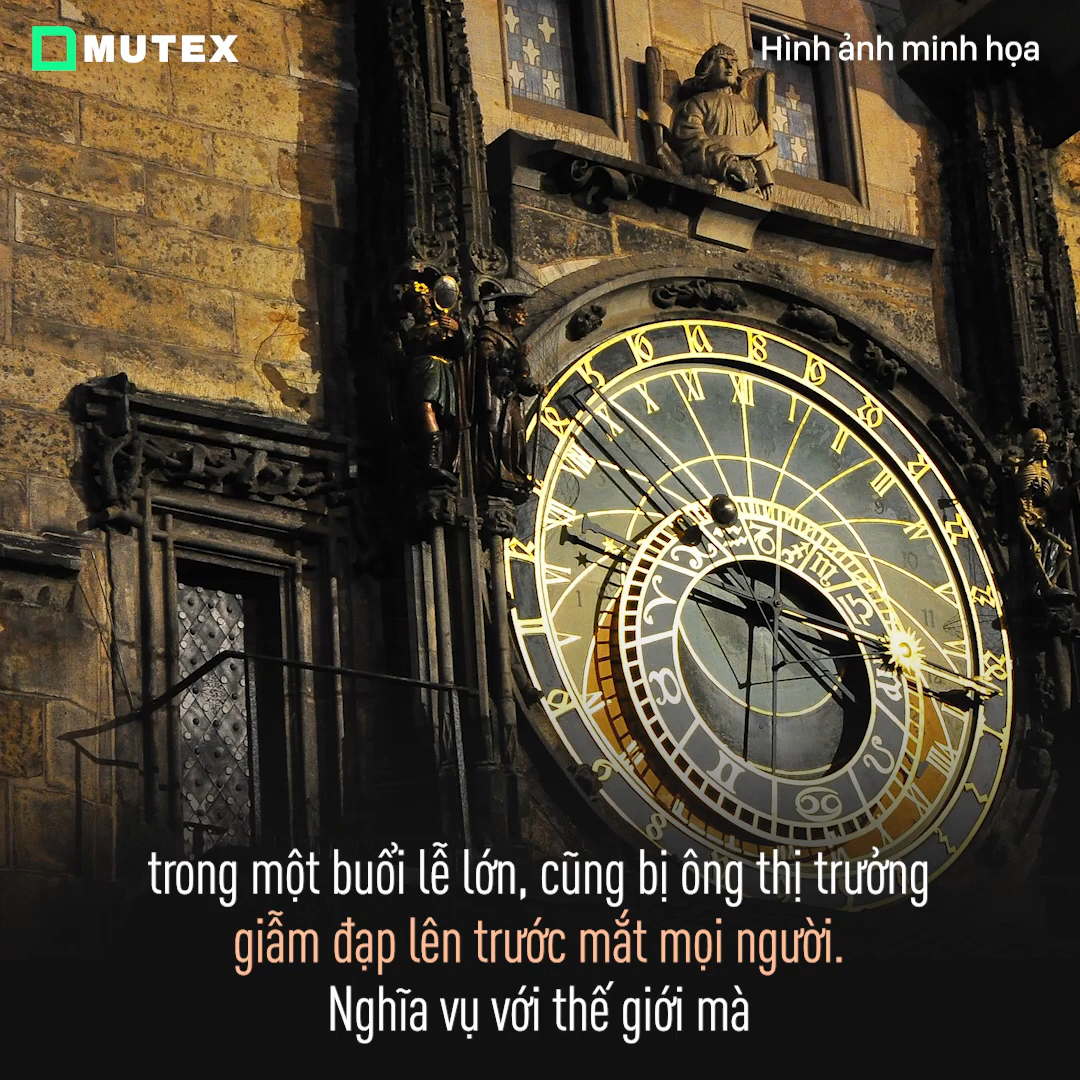 MUTEX
Hình ảnh minh họa
trong một buổi lễ lớn, cũng bị ông thị trưởng
giẫm đạp lên trước mắt mọi người.
Nghĩa vụ với thế giới mà